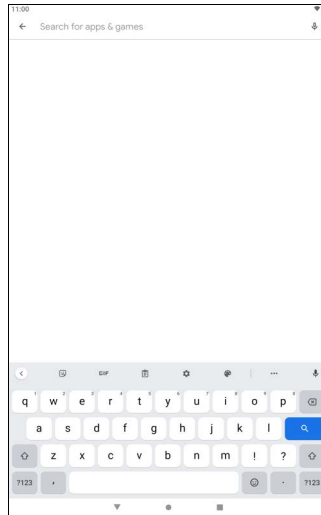 11:00
Search for apps & games
GIF
q 1 w 2 e 3 r 4 t 5 y 6 u 7 i 8 o 9 p 0
a s d f g h j k l
z x c v b n m ! ?
?123 , . ?123